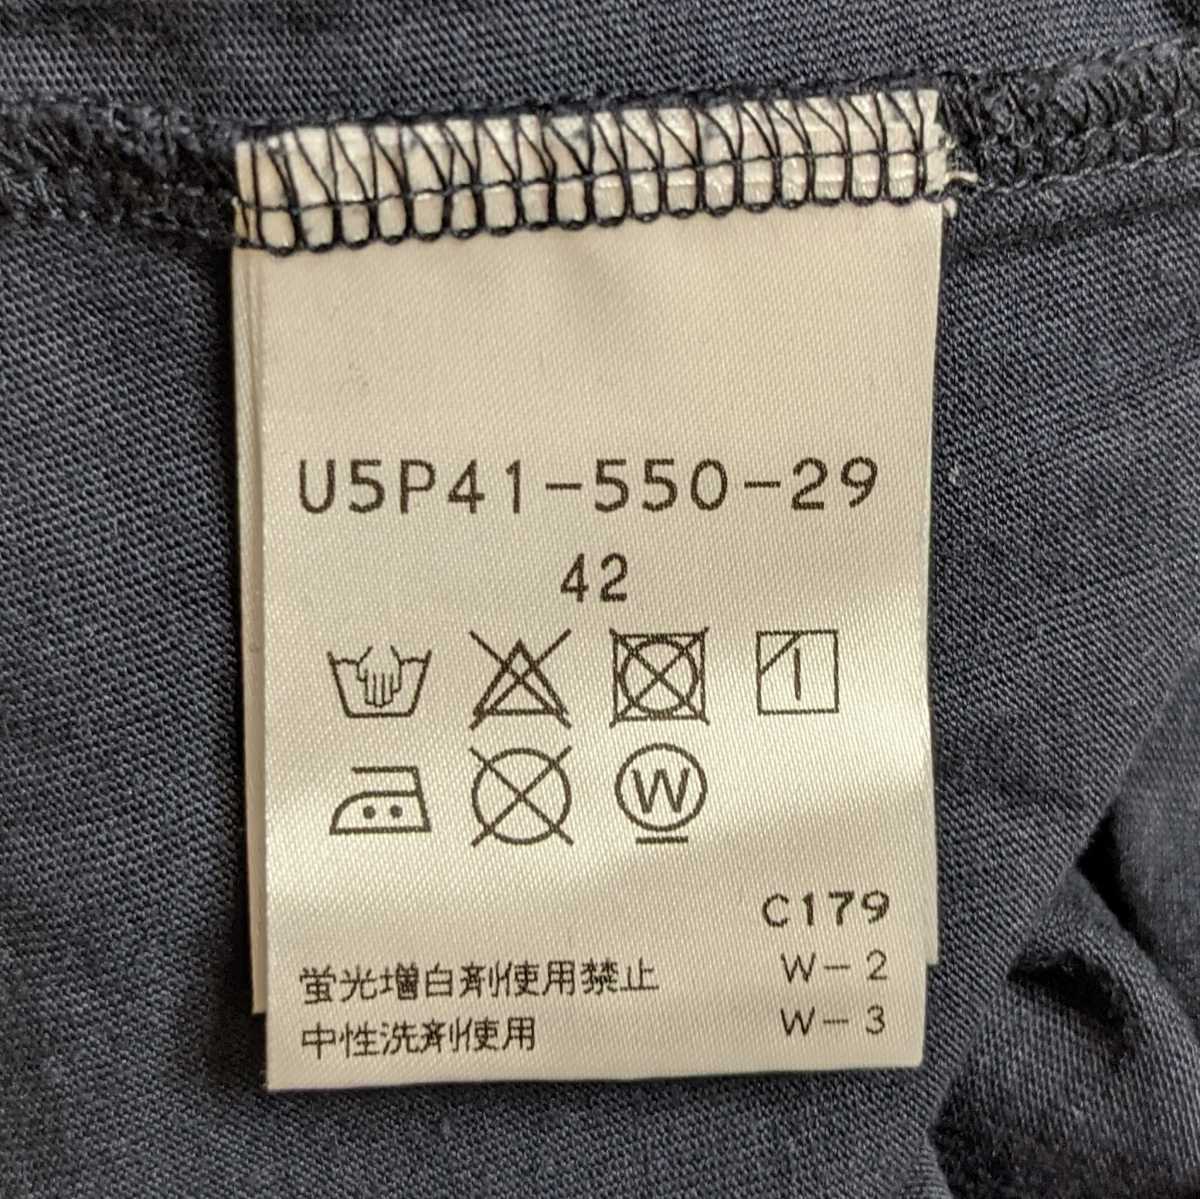 U5P41-550-29
42
W
C179
蛍光増白剤使用禁止 W-2
中性洗剤使用 W-3